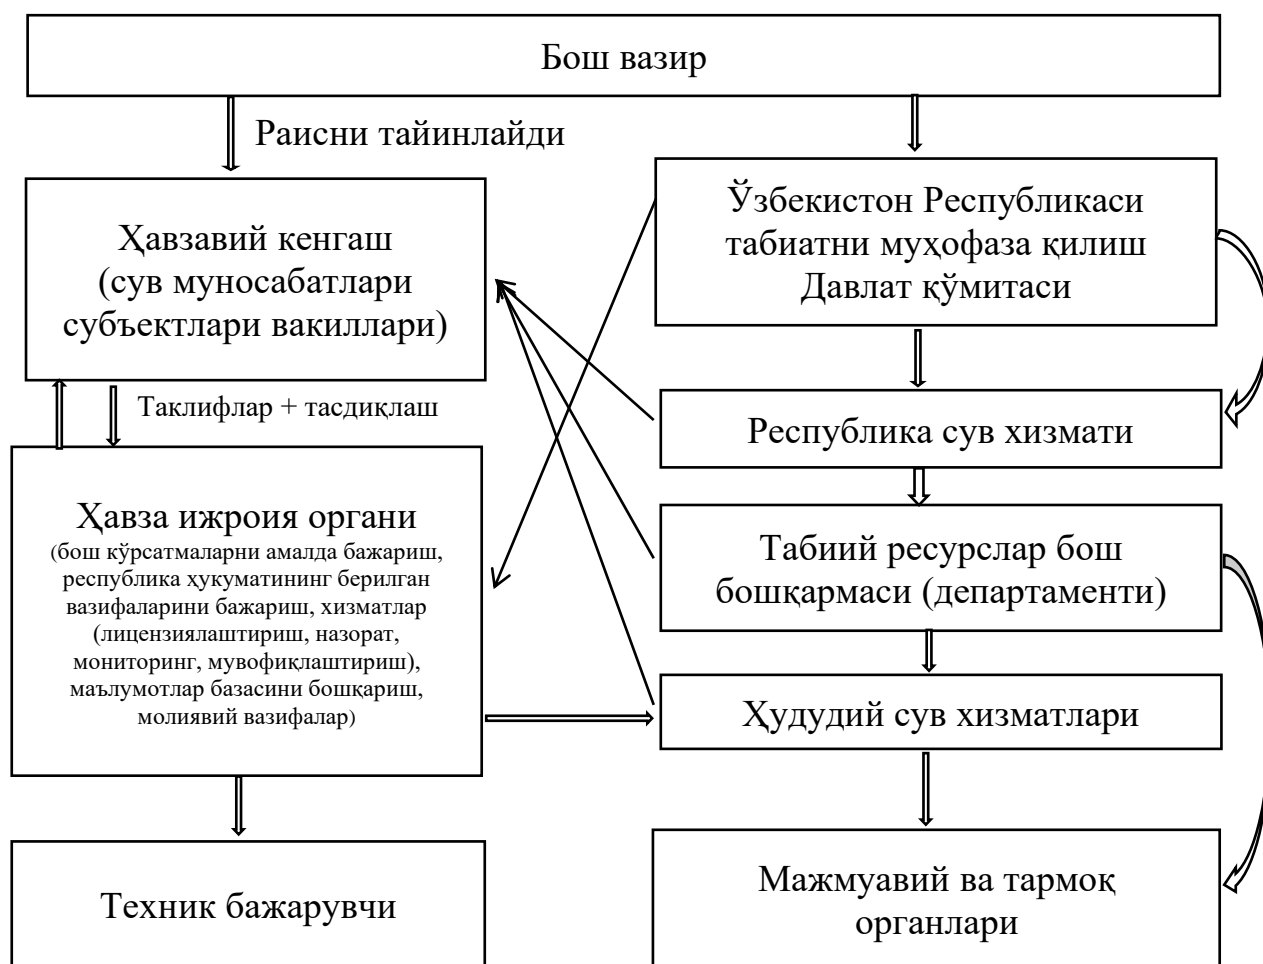 Бош вазир
Раисни тайинлайди
Ҳавзавий кенгаш
(сув муносабатлари
субъектлари вакиллари)
Ўзбекистон Республикаси
табиатни муҳофаза қилиш
Давлат қўмитаси
Таклифлар + тасдиқлаш
Республика сув хизмати
Ҳавза ижроия органи
(бош кўрсатмаларни амалда бажариш,
республика ҳукуматининг берилган
вазифаларини бажариш, хизматлар
(лицензиялаштириш, назорат,
мониторинг, мувофиқлаштириш),
маълумотлар базасини бошқариш,
молиявий вазифалар)
Табиий ресурслар бош
бошқармаси (департаменти)
Ҳудудий сув хизматлари
Техник бажарувчи
Мажмуавий ва тармоқ
органлари